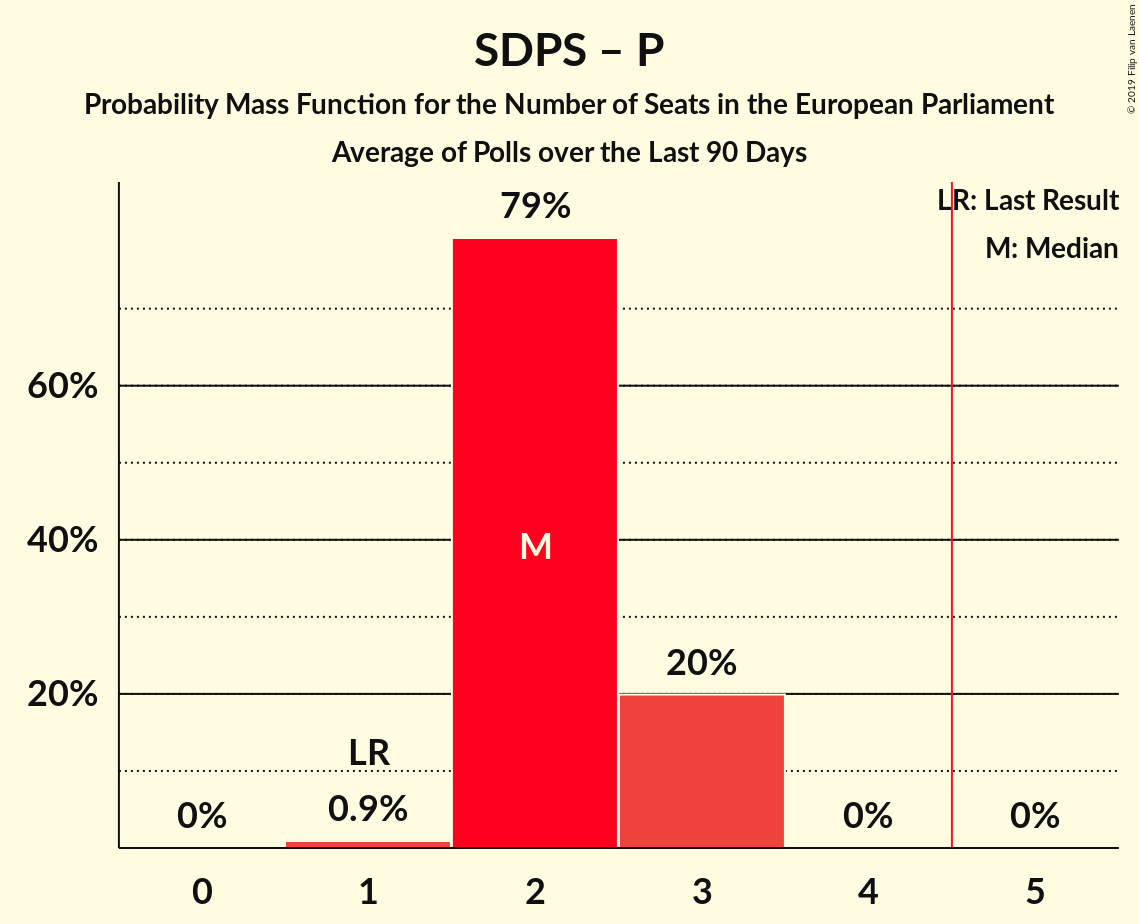 SDPS – P
Probability Mass Function for the Number of Seats in the European Parliament
Average of Polls over the Last 90 Days
© 2019 Filip van Laenen
LR: Last Result
M: Median
79%
60%
40%
M
20%
20%
LR
0%
0.9%
0%
0%
0
1
2
3
4
5